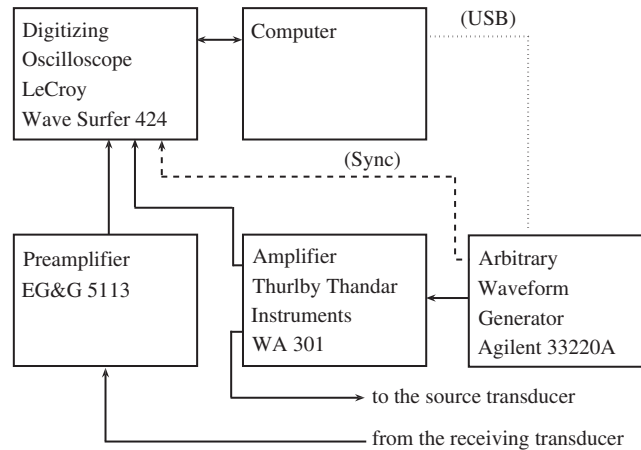 Digitizing
Oscilloscope
LeCroy
Wave Surfer 424
Computer
(USB)
(Sync)
Preamplifier
EG&G 5113
Amplifier
Thurlby Thandar
Instruments
WA 301
Arbitrary
Waveform
Generator
Agilent 33220A
to the source transducer
from the receiving transducer